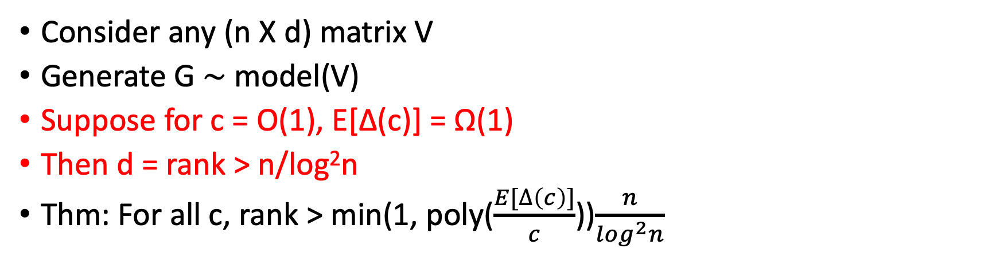 • Consider any (n X d) matrix V
• Generate G ~ model(V)
• Suppose for c = O(1), E[Δ(c)] = Ω(1)
• Then d = rank > n/log²n
• Thm: For all c, rank > min(1, poly(E[Δ(c)]/c)) n/log²n